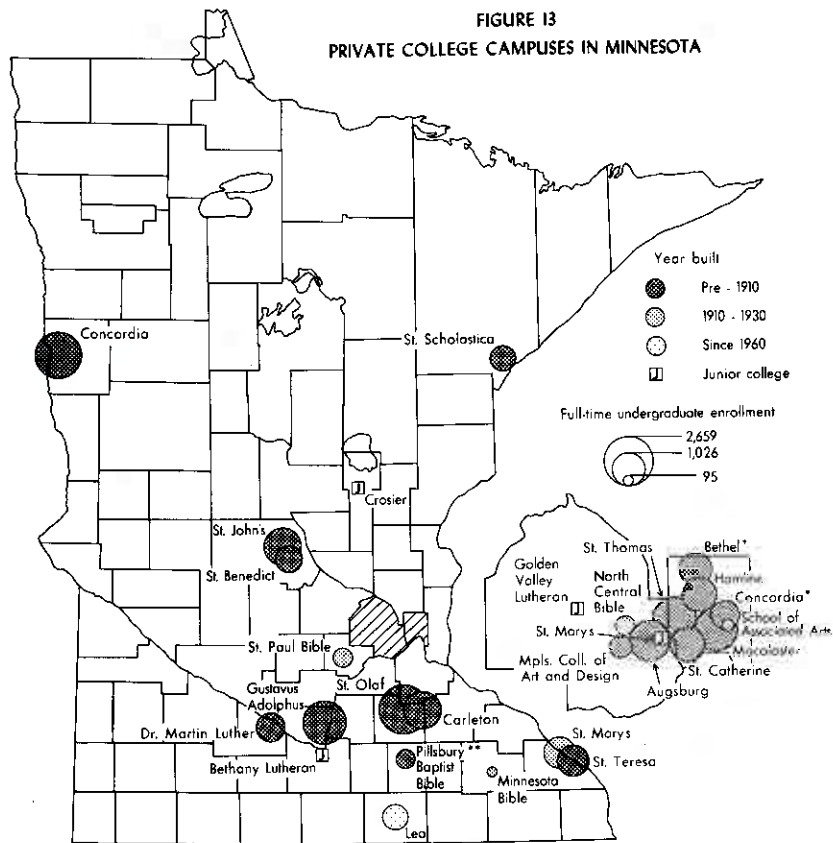 FIGURE 13
PRIVATE COLLEGE CAMPUSES IN MINNESOTA
Year built
Pre - 1910
1910 - 1930
Since 1960
J Junior college
Full-time undergraduate enrollment
2,659
1,026
95
Concordia
St. Scholastica
J
Crosier
St. John's
St. Benedict
St. Thomas
Bethel*
Golden
Valley
Lutheran
J
North
Central
Bible
Hamline
Concordia*
School of
Associated Arts
St. Marys
J
Macalaster
Mpls. Coll. of
Art and Design
St. Catherine
Augsburg
St. Paul Bible
St. Olaf
Gustavus
Adolphus
Carleton
Dr. Martin Luther
Bethany Lutheran
J
Pillsbury **
Baptist
Bible
St. Marys
St. Teresa
Minnesota
Bible
Lea